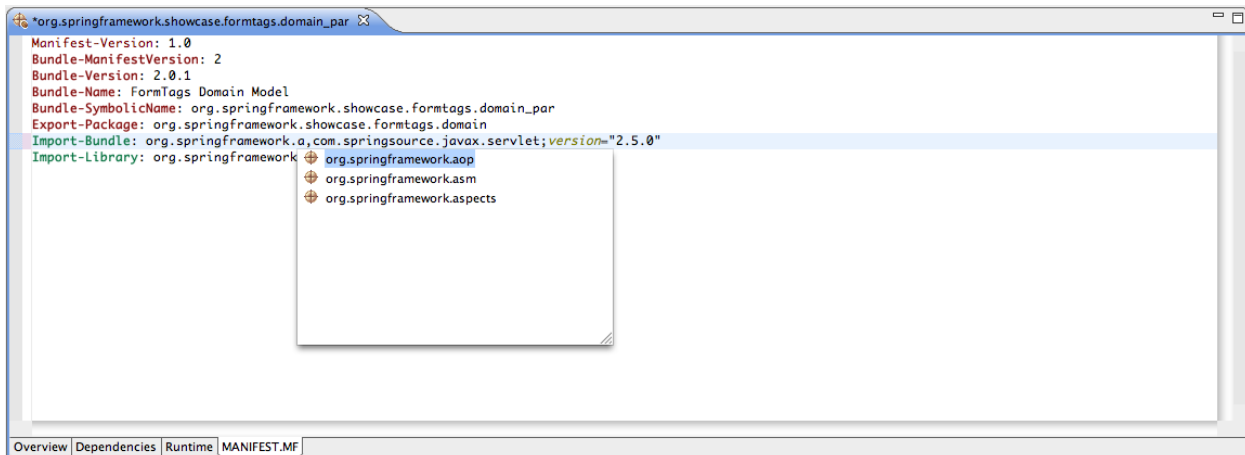 *org.springframework.showcase.formtags.domain_par
Manifest-Version: 1.0
Bundle-ManifestVersion: 2
Bundle-Version: 2.0.1
Bundle-Name: FormTags Domain Model
Bundle-SymbolicName: org.springframework.showcase.formtags.domain_par
Export-Package: org.springframework.showcase.formtags.domain
Import-Bundle: org.springframework.a,com.springsource.javax.servlet;version="2.5.0"
Import-Library: org.springframework
org.springframework.aop
org.springframework.asm
org.springframework.aspects
Overview Dependencies Runtime MANIFEST.MF